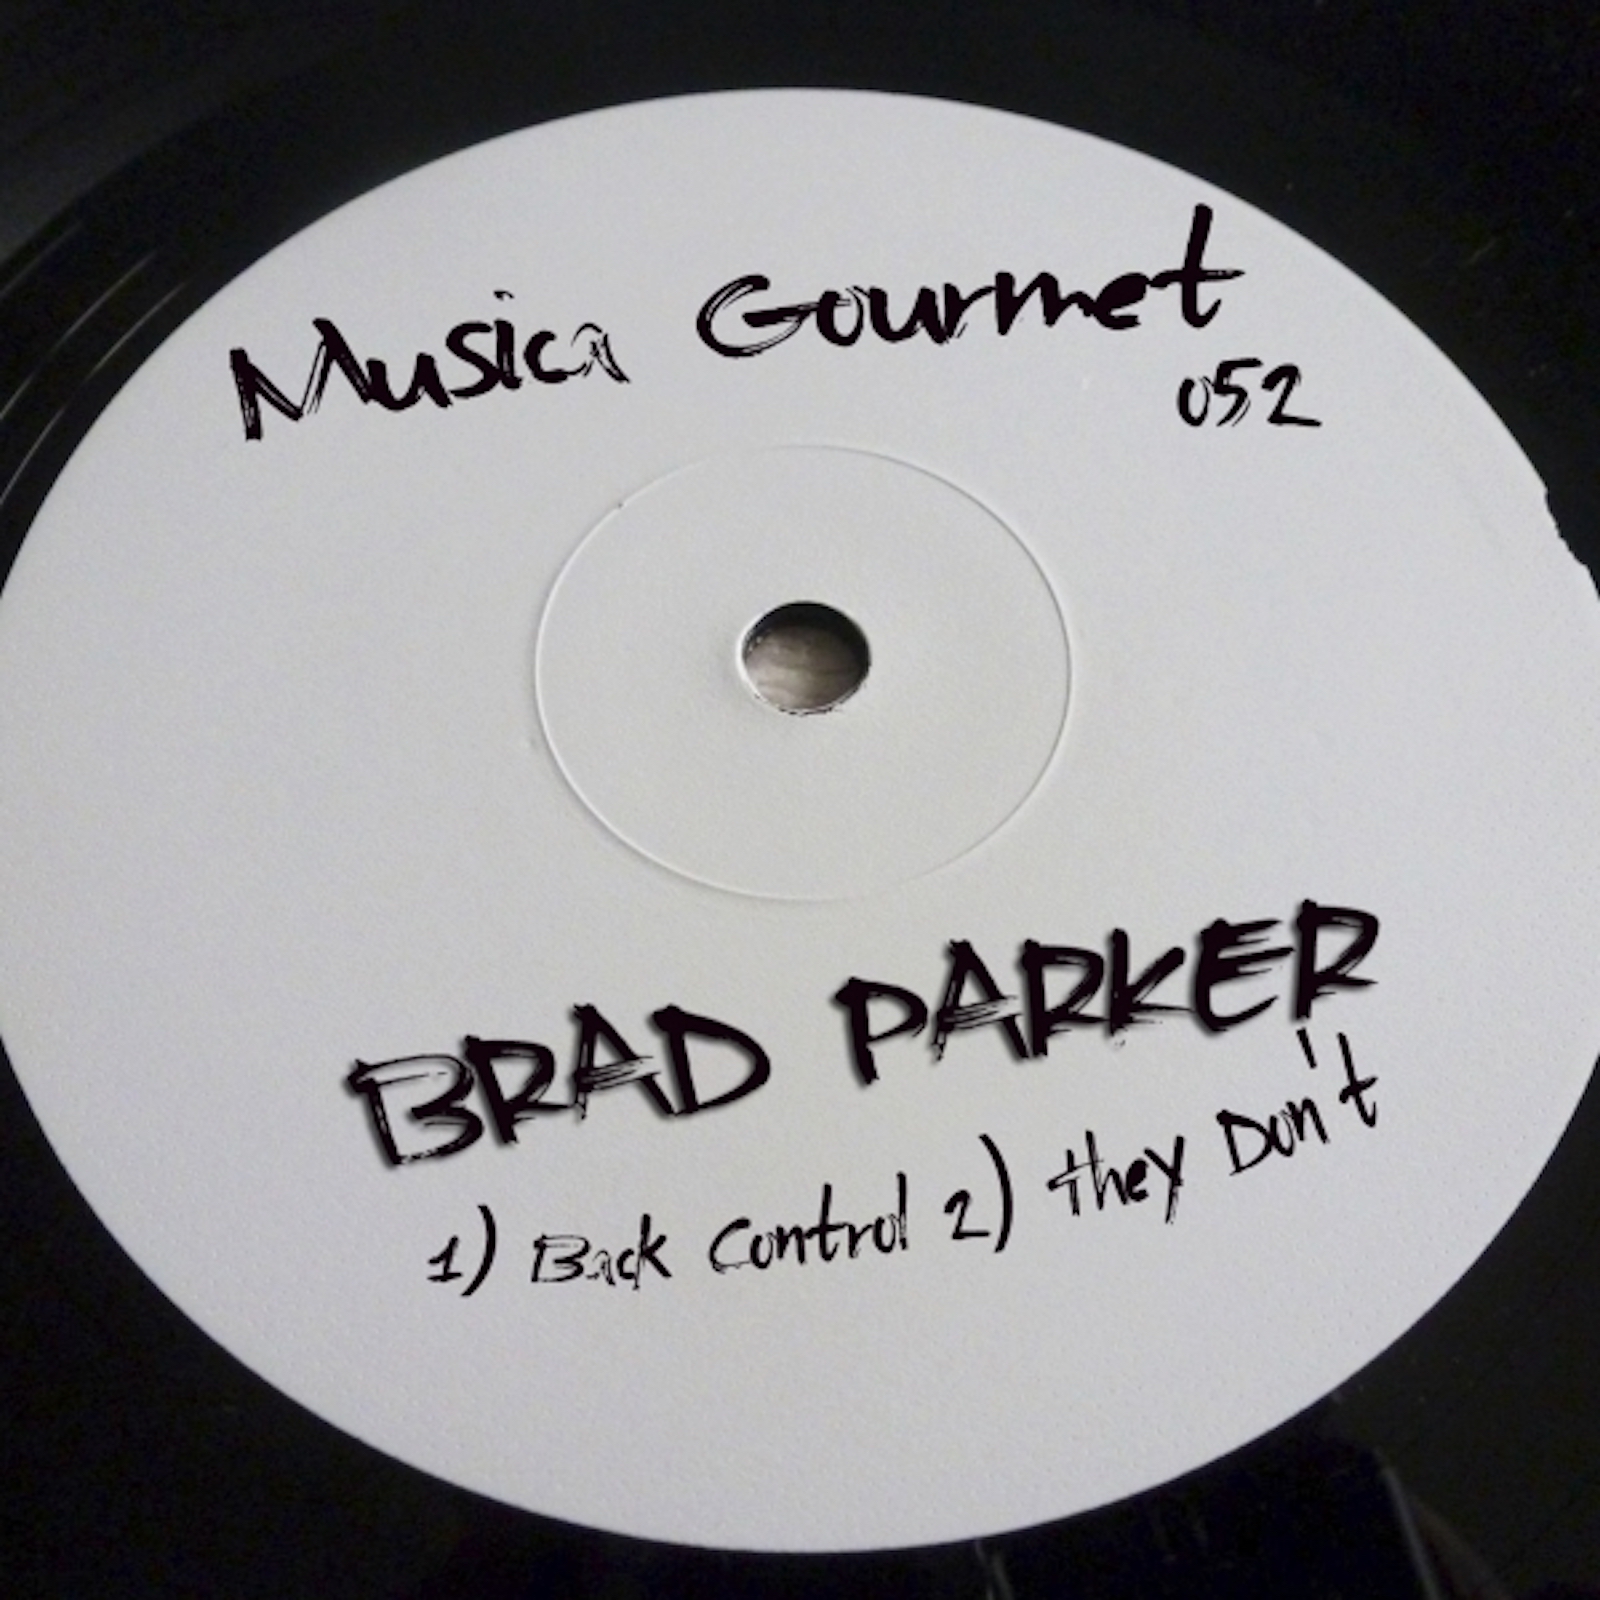 Musica Gourmet
052
BRAD PARKER
1) Back Control 2) they Don't